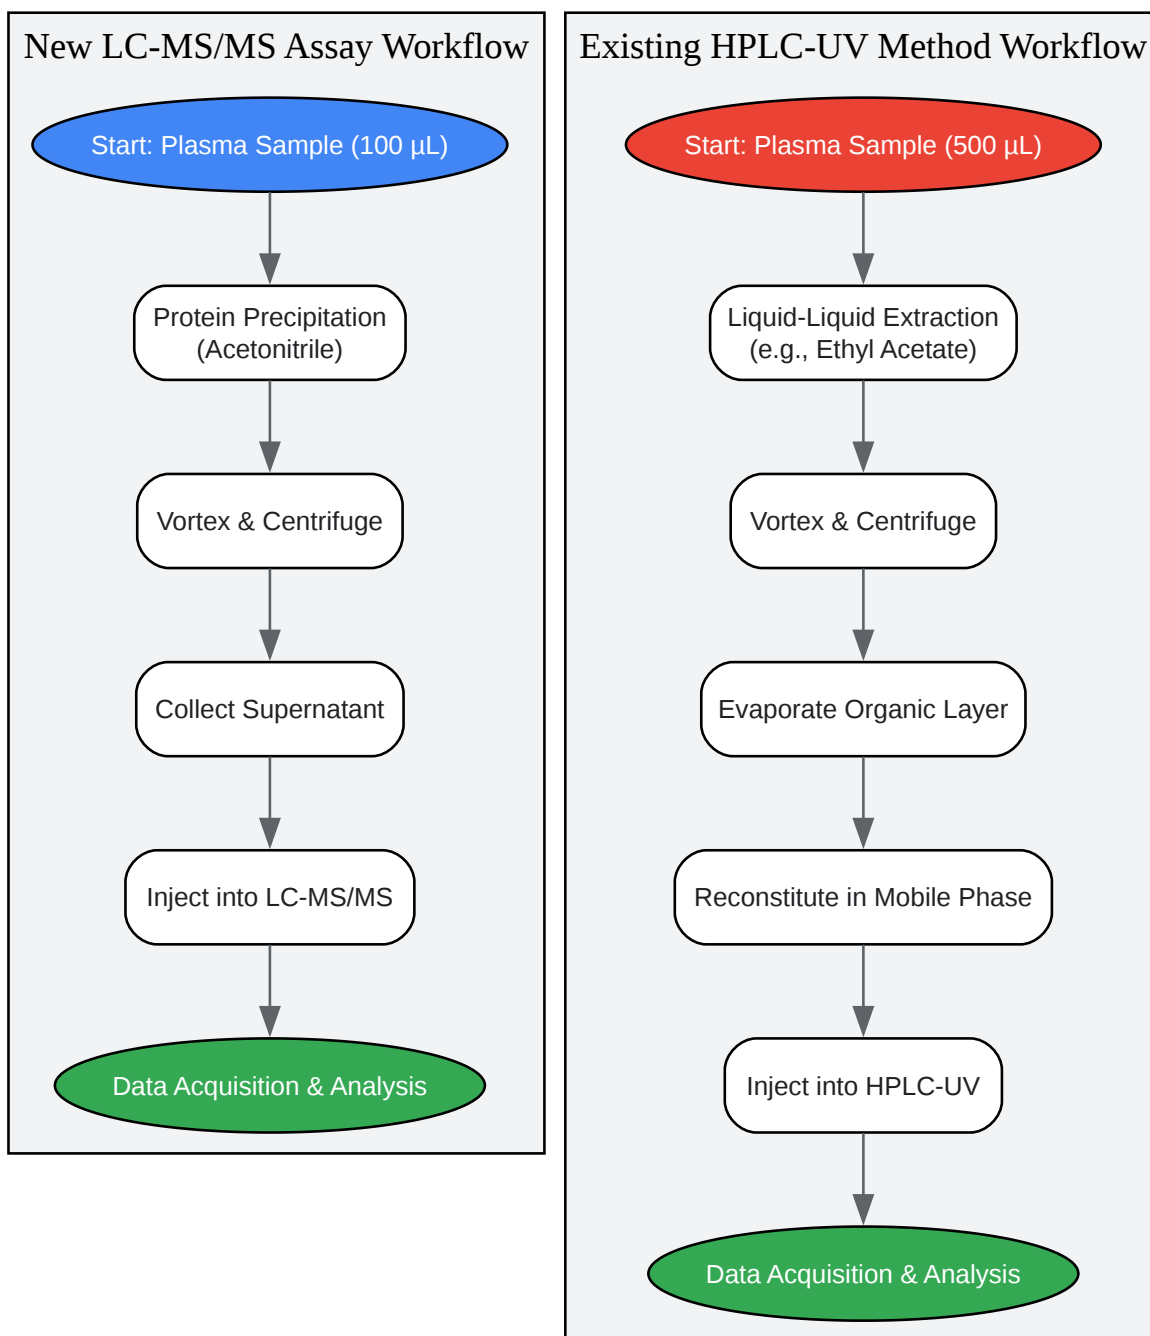 New LC-MS/MS Assay Workflow
Start: Plasma Sample (100 µL)
Protein Precipitation
(Acetonitrile)
Vortex & Centrifuge
Collect Supernatant
Inject into LC-MS/MS
Data Acquisition & Analysis
Existing HPLC-UV Method Workflow
Start: Plasma Sample (500 µL)
Liquid-Liquid Extraction
(e.g., Ethyl Acetate)
Vortex & Centrifuge
Evaporate Organic Layer
Reconstitute in Mobile Phase
Inject into HPLC-UV
Data Acquisition & Analysis